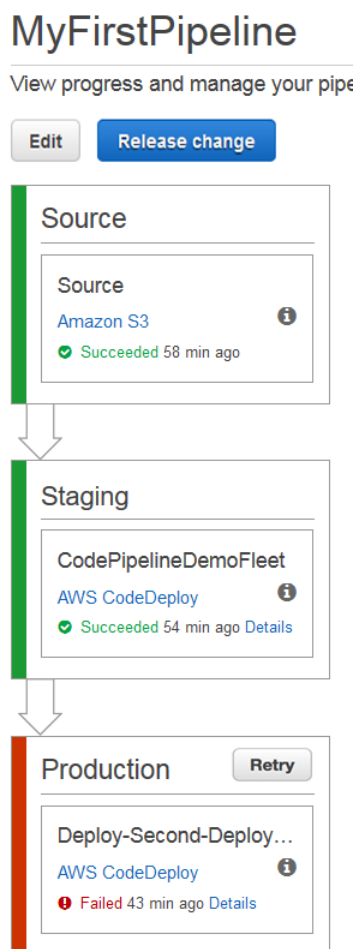 MyFirstPipeline
View progress and manage your pipe
Edit Release change
Source
Source
Amazon S3
Succeeded 58 min ago
Staging
CodePipelineDemoFleet
AWS CodeDeploy
Succeeded 54 min ago Details
Production Retry
Deploy-Second-Deploy…
AWS CodeDeploy
Failed 43 min ago Details